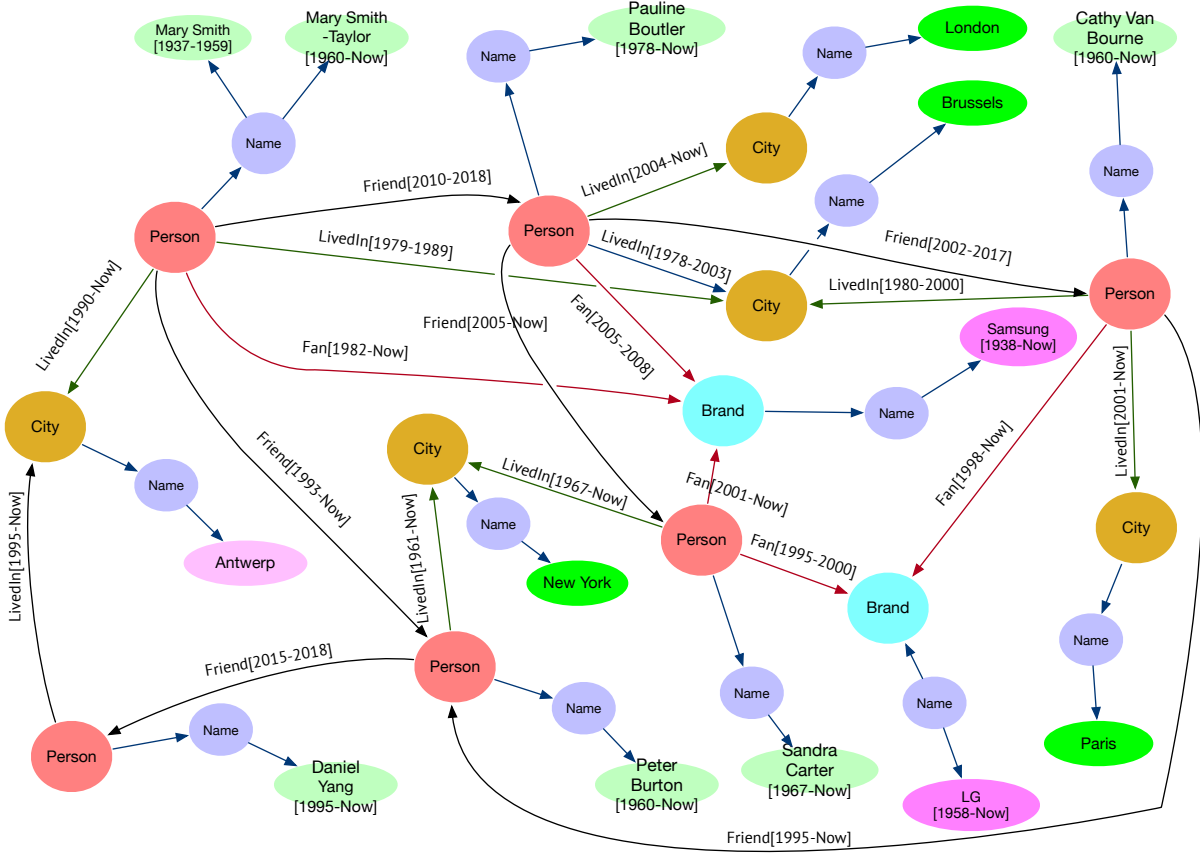 Mary Smith
[1937-1959]
Mary Smith
-Taylor
[1960-Now]
Pauline
Boutler
[1978-Now]
London
Cathy Van
Bourne
[1960-Now]
Name
Name
Name
Brussels
City
Name
Name
Friend[2010-2018]
LivedIn[2004-Now]
Person
Person
LivedIn[1979-1989]
LivedIn[1978-2003]
Friend[2002-2017]
LivedIn[1980-2000]
City
Person
LivedIn[1990-Now]
Friend[2005-Now]
Fan[2005-2008]
Samsung
[1938-Now]
Fan[1982-Now]
LivedIn[2001-Now]
Brand
Name
City
City
Friend[1993-Now]
LivedIn[1967-Now]
Fan[2001-Now]
Fan[1998-Now]
Name
Name
City
LivedIn[1995-Now]
LivedIn[1961-Now]
Person
Fan[1995-2000]
Antwerp
New York
Brand
Name
Friend[2015-2018]
Person
Name
Name
Name
Name
Person
Paris
Daniel
Yang
[1995-Now]
Peter
Burton
[1960-Now]
Sandra
Carter
[1967-Now]
LG
[1958-Now]
Friend[1995-Now]